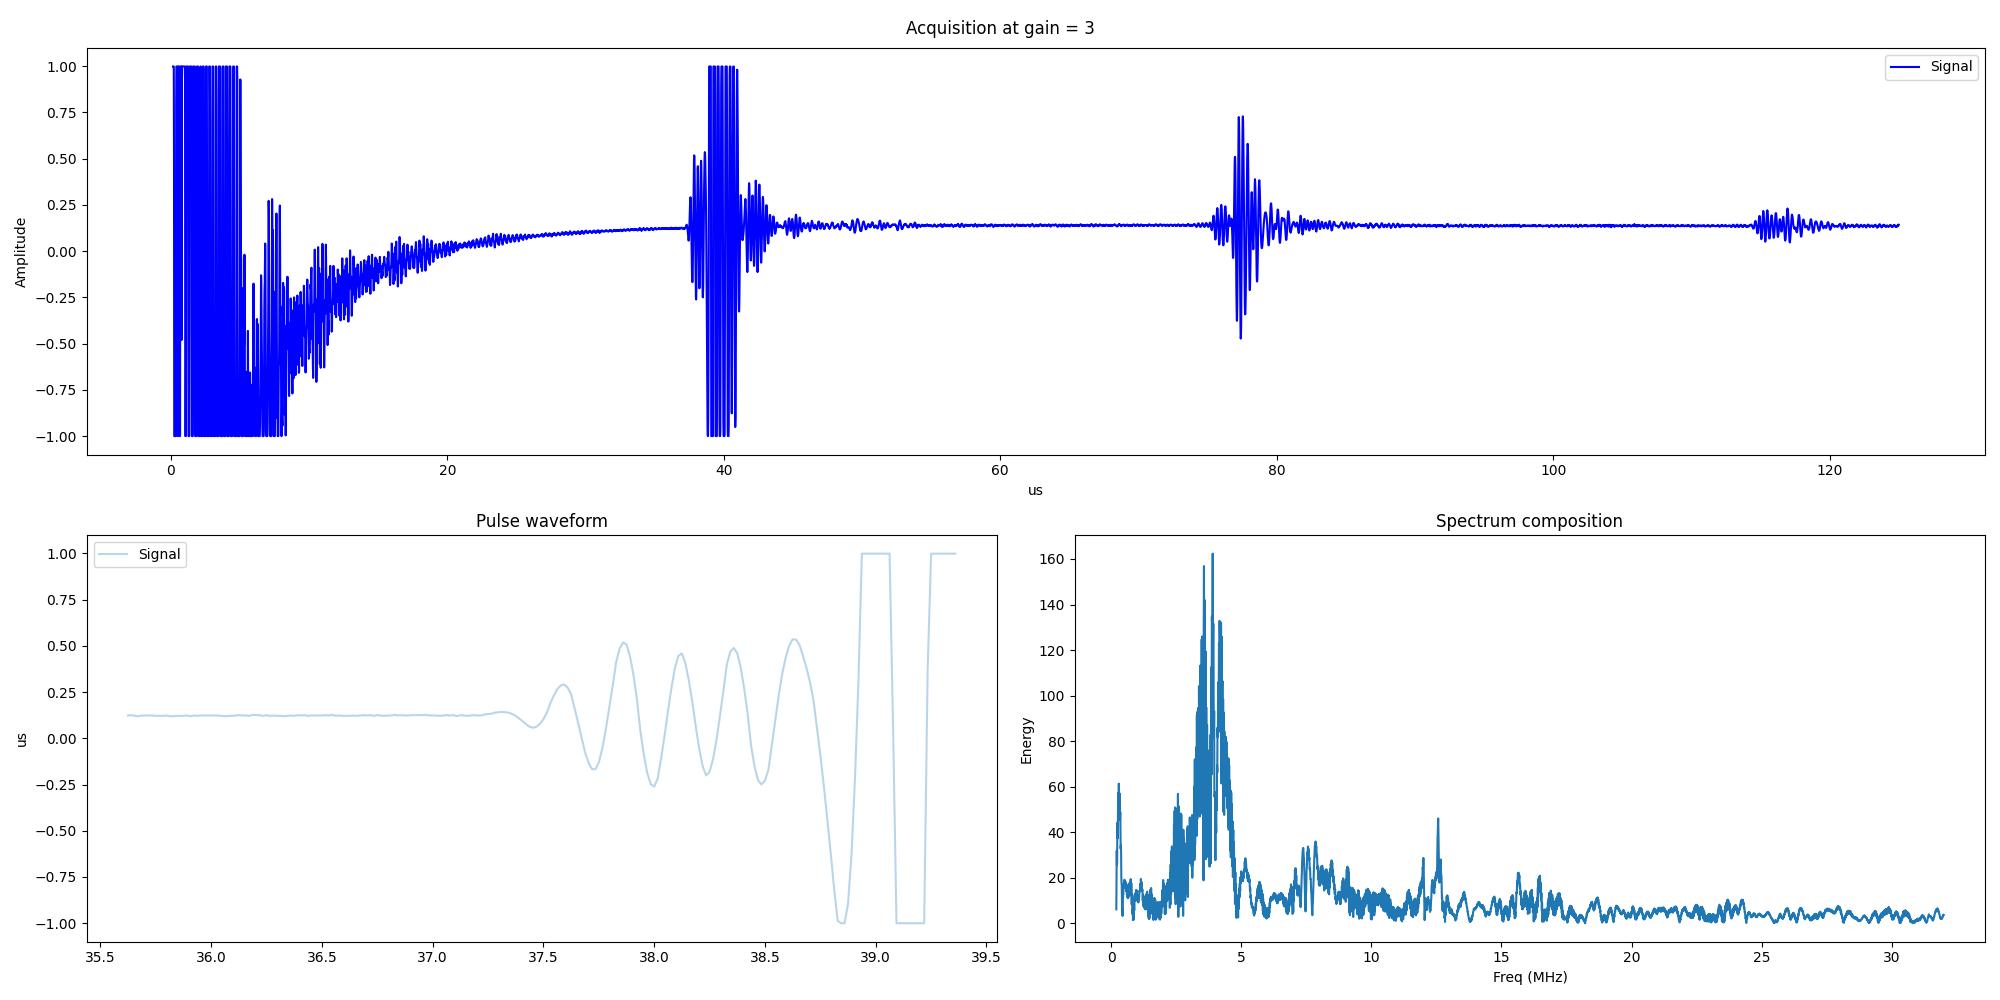 Acquisition at gain = 3
Signal
Amplitude
1.00
0.75
0.50
0.25
0.00
−0.25
−0.50
−0.75
−1.00
0 20 40 60 80 100 120
us
Pulse waveform
Signal
us
1.00
0.75
0.50
0.25
0.00
−0.25
−0.50
−0.75
−1.00
35.5 36.0 36.5 37.0 37.5 38.0 38.5 39.0 39.5
Spectrum composition
Energy
160
140
120
100
80
60
40
20
0
0 5 10 15 20 25 30
Freq (MHz)